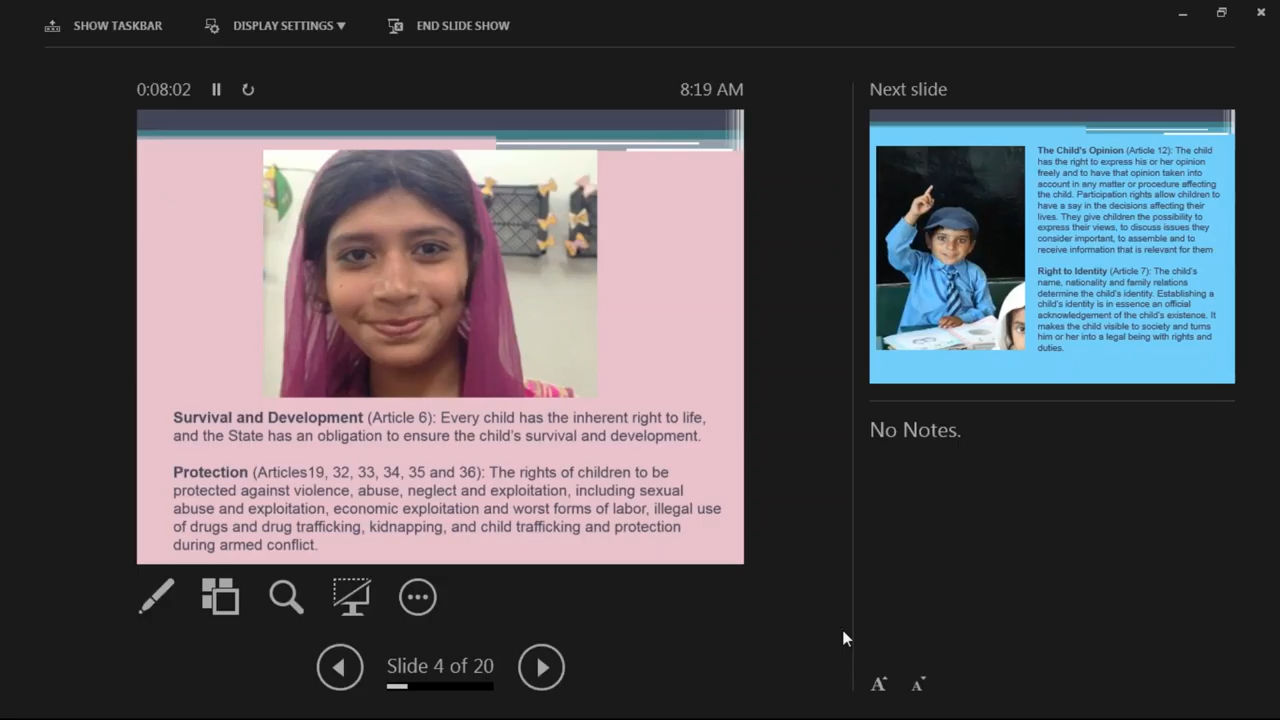 SHOW TASKBAR
DISPLAY SETTINGS ▼
END SLIDE SHOW
0:08:02
8:19 AM
Survival and Development (Article 6): Every child has the inherent right to life,
and the State has an obligation to ensure the child's survival and development.
Protection (Articles19, 32, 33, 34, 35 and 36): The rights of children to be
protected against violence, abuse, neglect and exploitation, including sexual
abuse and exploitation, economic exploitation and worst forms of labor, illegal use
of drugs and drug trafficking, kidnapping, and child trafficking and protection
during armed conflict.
Slide 4 of 20
Next slide
The Child's Opinion (Article 12): The child
has the right to express his or her opinion
freely and to have that opinion taken into
account in any matter or procedure affecting
the child. Participation rights allow children to
have a say in the decisions affecting their
lives. They give children the possibility to
express their views, to discuss issues they
consider important, to assemble and to
receive information that is relevant for them
Right to Identity (Article 7): The child's
name, nationality and family relations
determine the child's identity. Establishing a
child's identity is in essence an official
acknowledgement of the child's existence. It
makes the child visible to society and turns
him or her into a legal being with rights and
duties.
No Notes.
A A